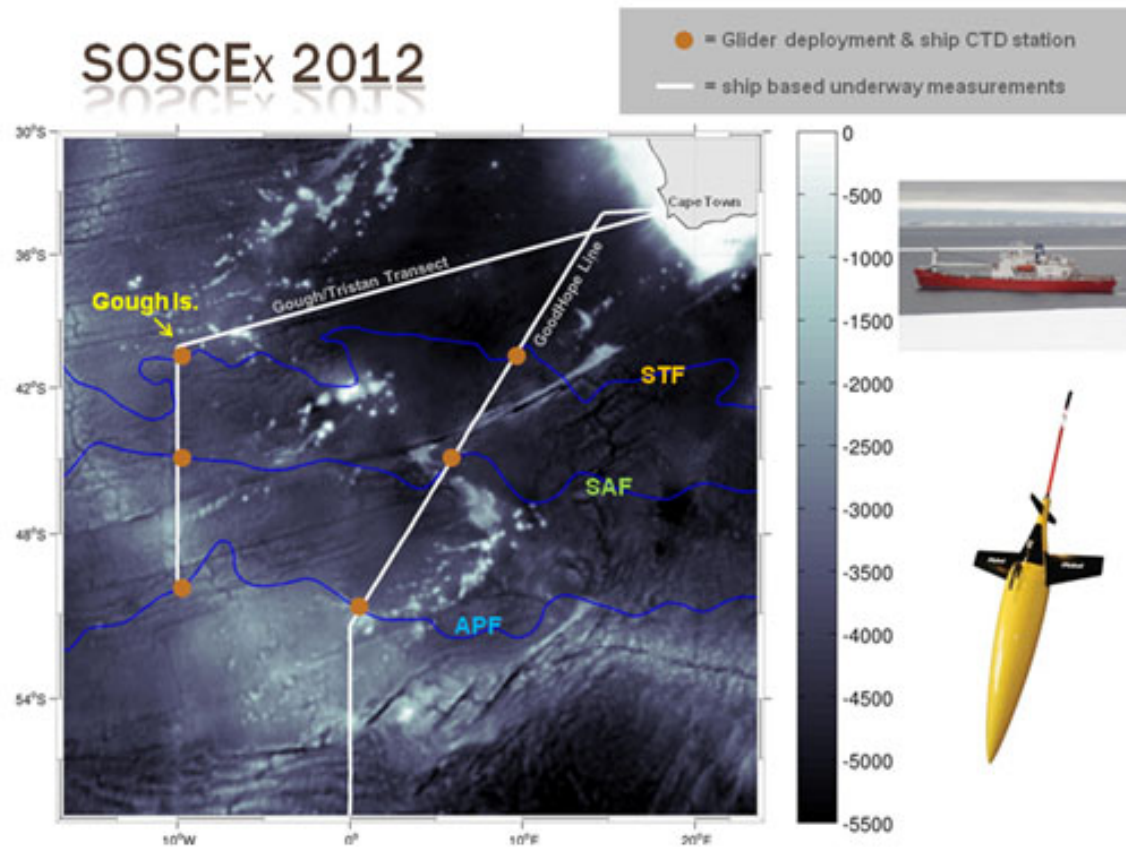 SOSCEx 2012
= Glider deployment & ship CTD station
= ship based underway measurements
30°S
36°S
42°S
48°S
54°S
10°W
0°
10°E
20°E
Cape Town
Gough/Tristan Transect
GoodHope Line
Gough Is.
STF
SAF
APF
0
-500
-1000
-1500
-2000
-2500
-3000
-3500
-4000
-4500
-5000
-5500